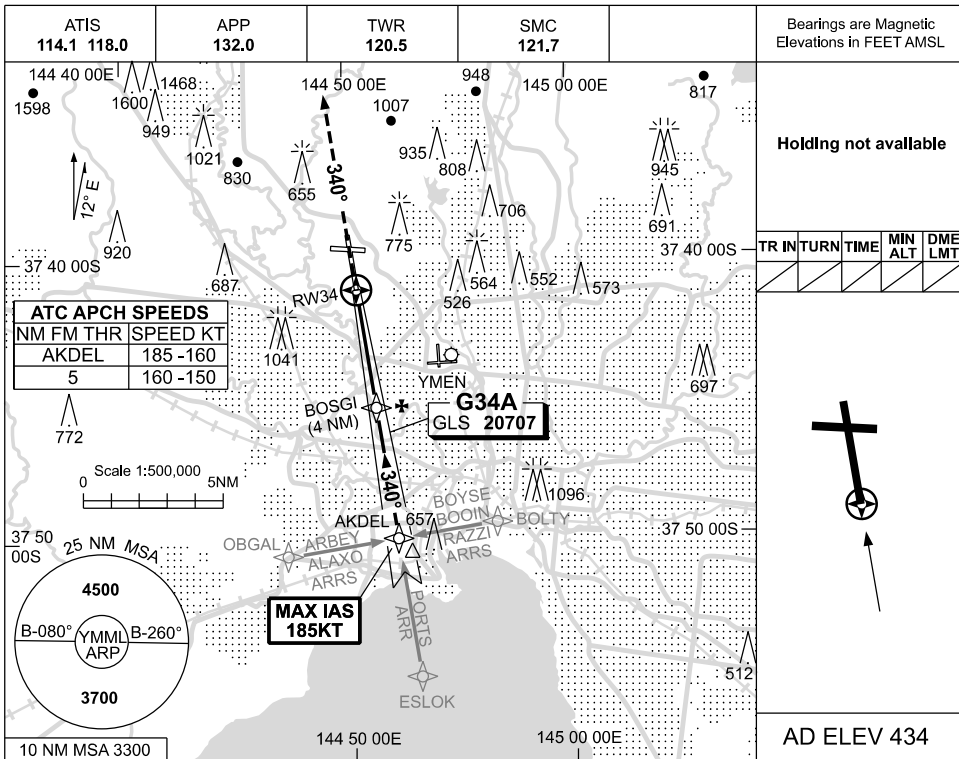 ATIS
114.1 118.0
APP
132.0
TWR
120.5
SMC
121.7
Bearings are Magnetic
Elevations in FEET AMSL
144 40 00E
144 50 00E
145 00 00E
1598
1600
1468
949
1021
830
655
1007
948
935
808
817
945
691
706
775
12° E
920
687
340°
37 40 00S
37 40
00S
526
564
552
573
RW34
1041
ATC APCH SPEEDS
NM FM THR SPEED KT
AKDEL 185 -160
5 160 -150
772
YMEN
697
BOSGI
(4 NM)
G34A
GLS 20707
Scale 1:500,000
0 5NM
340°
1096
AKDEL
657
BOYSE
BOOIN
RAZZI
ARRS
BOLTY
37 50 00S
37 50
00S
OBGAL
ARBEY
ALAXO
ARRS
MAX IAS
185KT
PORTS
ARR
ESLOK
512
25 NM MSA
4500
B-080°
YMML
ARP
B-260°
3700
10 NM MSA 3300
144 50 00E
145 00 00E
Holding not available
TR IN TURN TIME MIN ALT DME LMT
AD ELEV 434